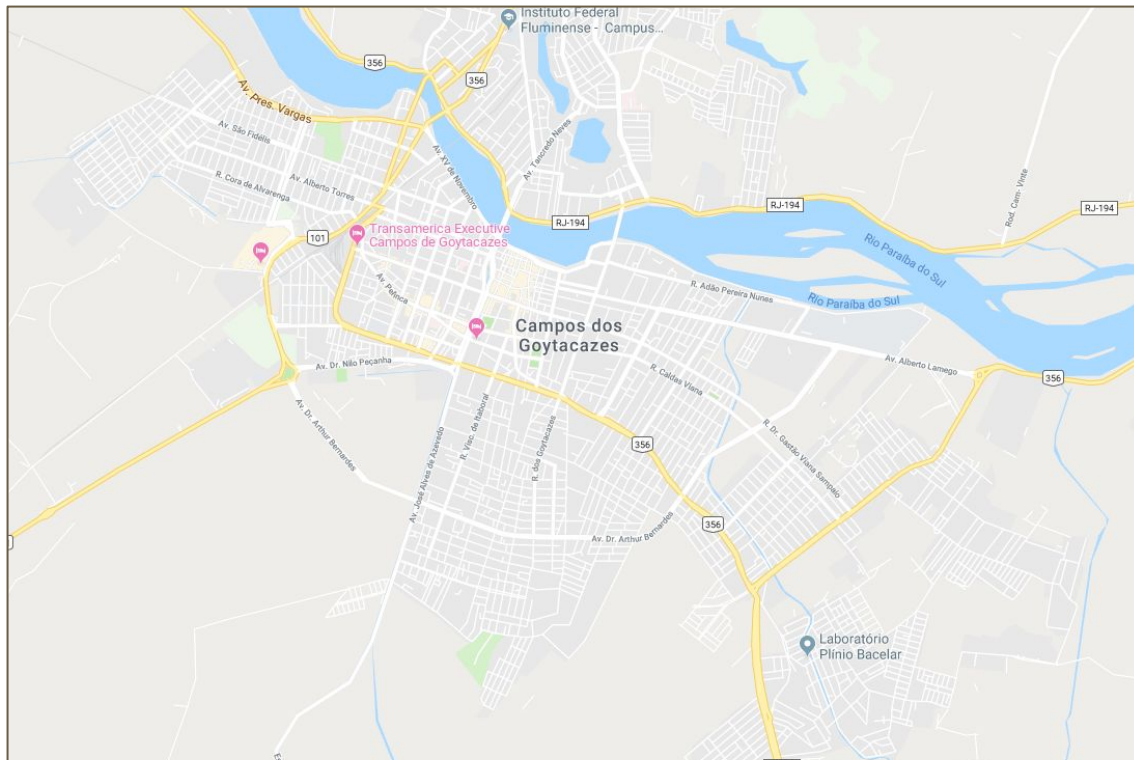 Instituto Federal
Fluminense - Campus...
356
356
Av. Pres. Vargas
Av. São Fidélis
Av. Tancredo Neves
Av. XV de Novembro
Av. Alberto Torres
R. Cora de Alvarenga
Rod. Cam- Vinte
RJ-194
RJ-194
RJ-194
101
Transamerica Executive
Campos de Goytacazes
Rio Paraíba do Sul
Rio Paraíba do Sul
Av. Pelinca
R. Adão Pereira Nunes
Campos dos
Goytacazes
Av. Alberto Lamego
356
Av. Dr. Nilo Peçanha
R. Caldas Viana
Av. Dr. Arthur Bernardes
R. Visc. de Itaboraí
R. dos Goytacazes
R. Dr. Gastão Viana Sampaio
356
Av. José Alves de Azevedo
356
Av. Dr. Arthur Bernardes
Laboratório
Plínio Bacelar